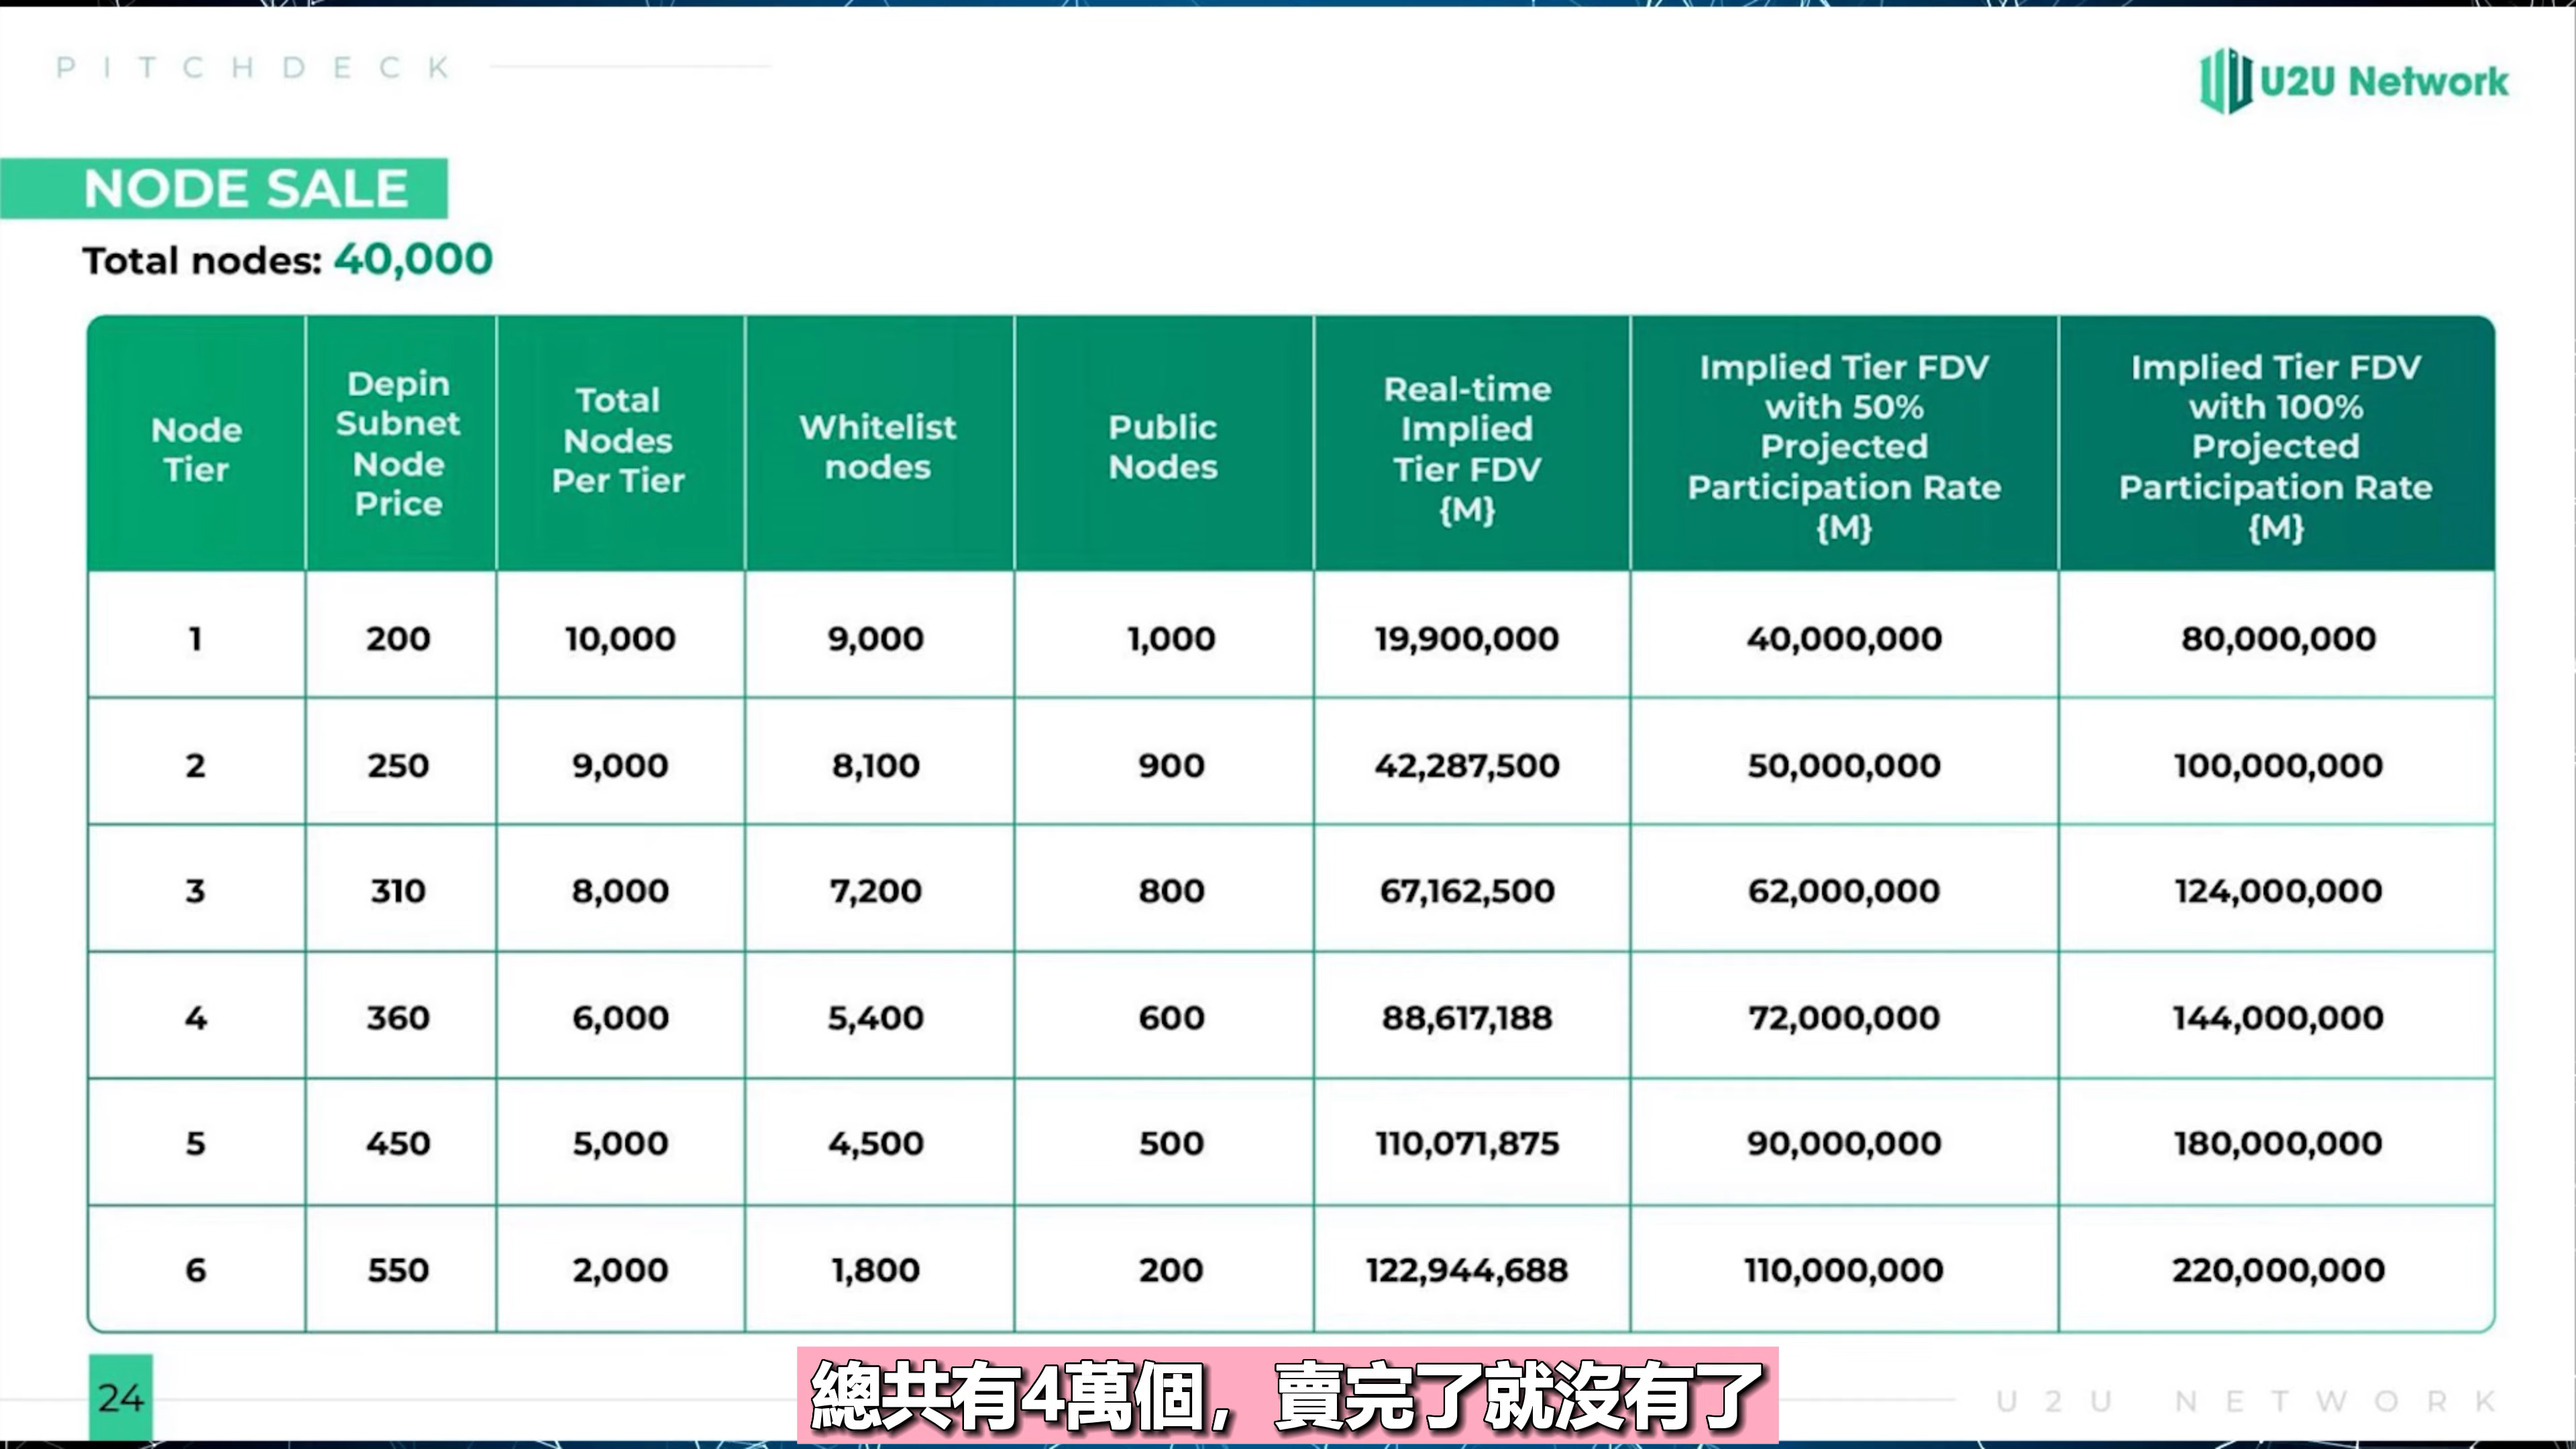 PITCHDECK
U2U Network
NODE SALE
Total nodes: 40,000
Node Tier | Depin Subnet Node Price | Total Nodes Per Tier | Whitelist nodes | Public Nodes | Real-time Implied Tier FDV {M} | Implied Tier FDV with 50% Projected Participation Rate {M} | Implied Tier FDV with 100% Projected Participation Rate {M}
1 | 200 | 10,000 | 9,000 | 1,000 | 19,900,000 | 40,000,000 | 80,000,000
2 | 250 | 9,000 | 8,100 | 900 | 42,287,500 | 50,000,000 | 100,000,000
3 | 310 | 8,000 | 7,200 | 800 | 67,162,500 | 62,000,000 | 124,000,000
4 | 360 | 6,000 | 5,400 | 600 | 88,617,188 | 72,000,000 | 144,000,000
5 | 450 | 5,000 | 4,500 | 500 | 110,071,875 | 90,000,000 | 180,000,000
6 | 550 | 2,000 | 1,800 | 200 | 122,944,688 | 110,000,000 | 220,000,000
24
總共有4萬個，賣完了就沒有了
U2U NETWORK